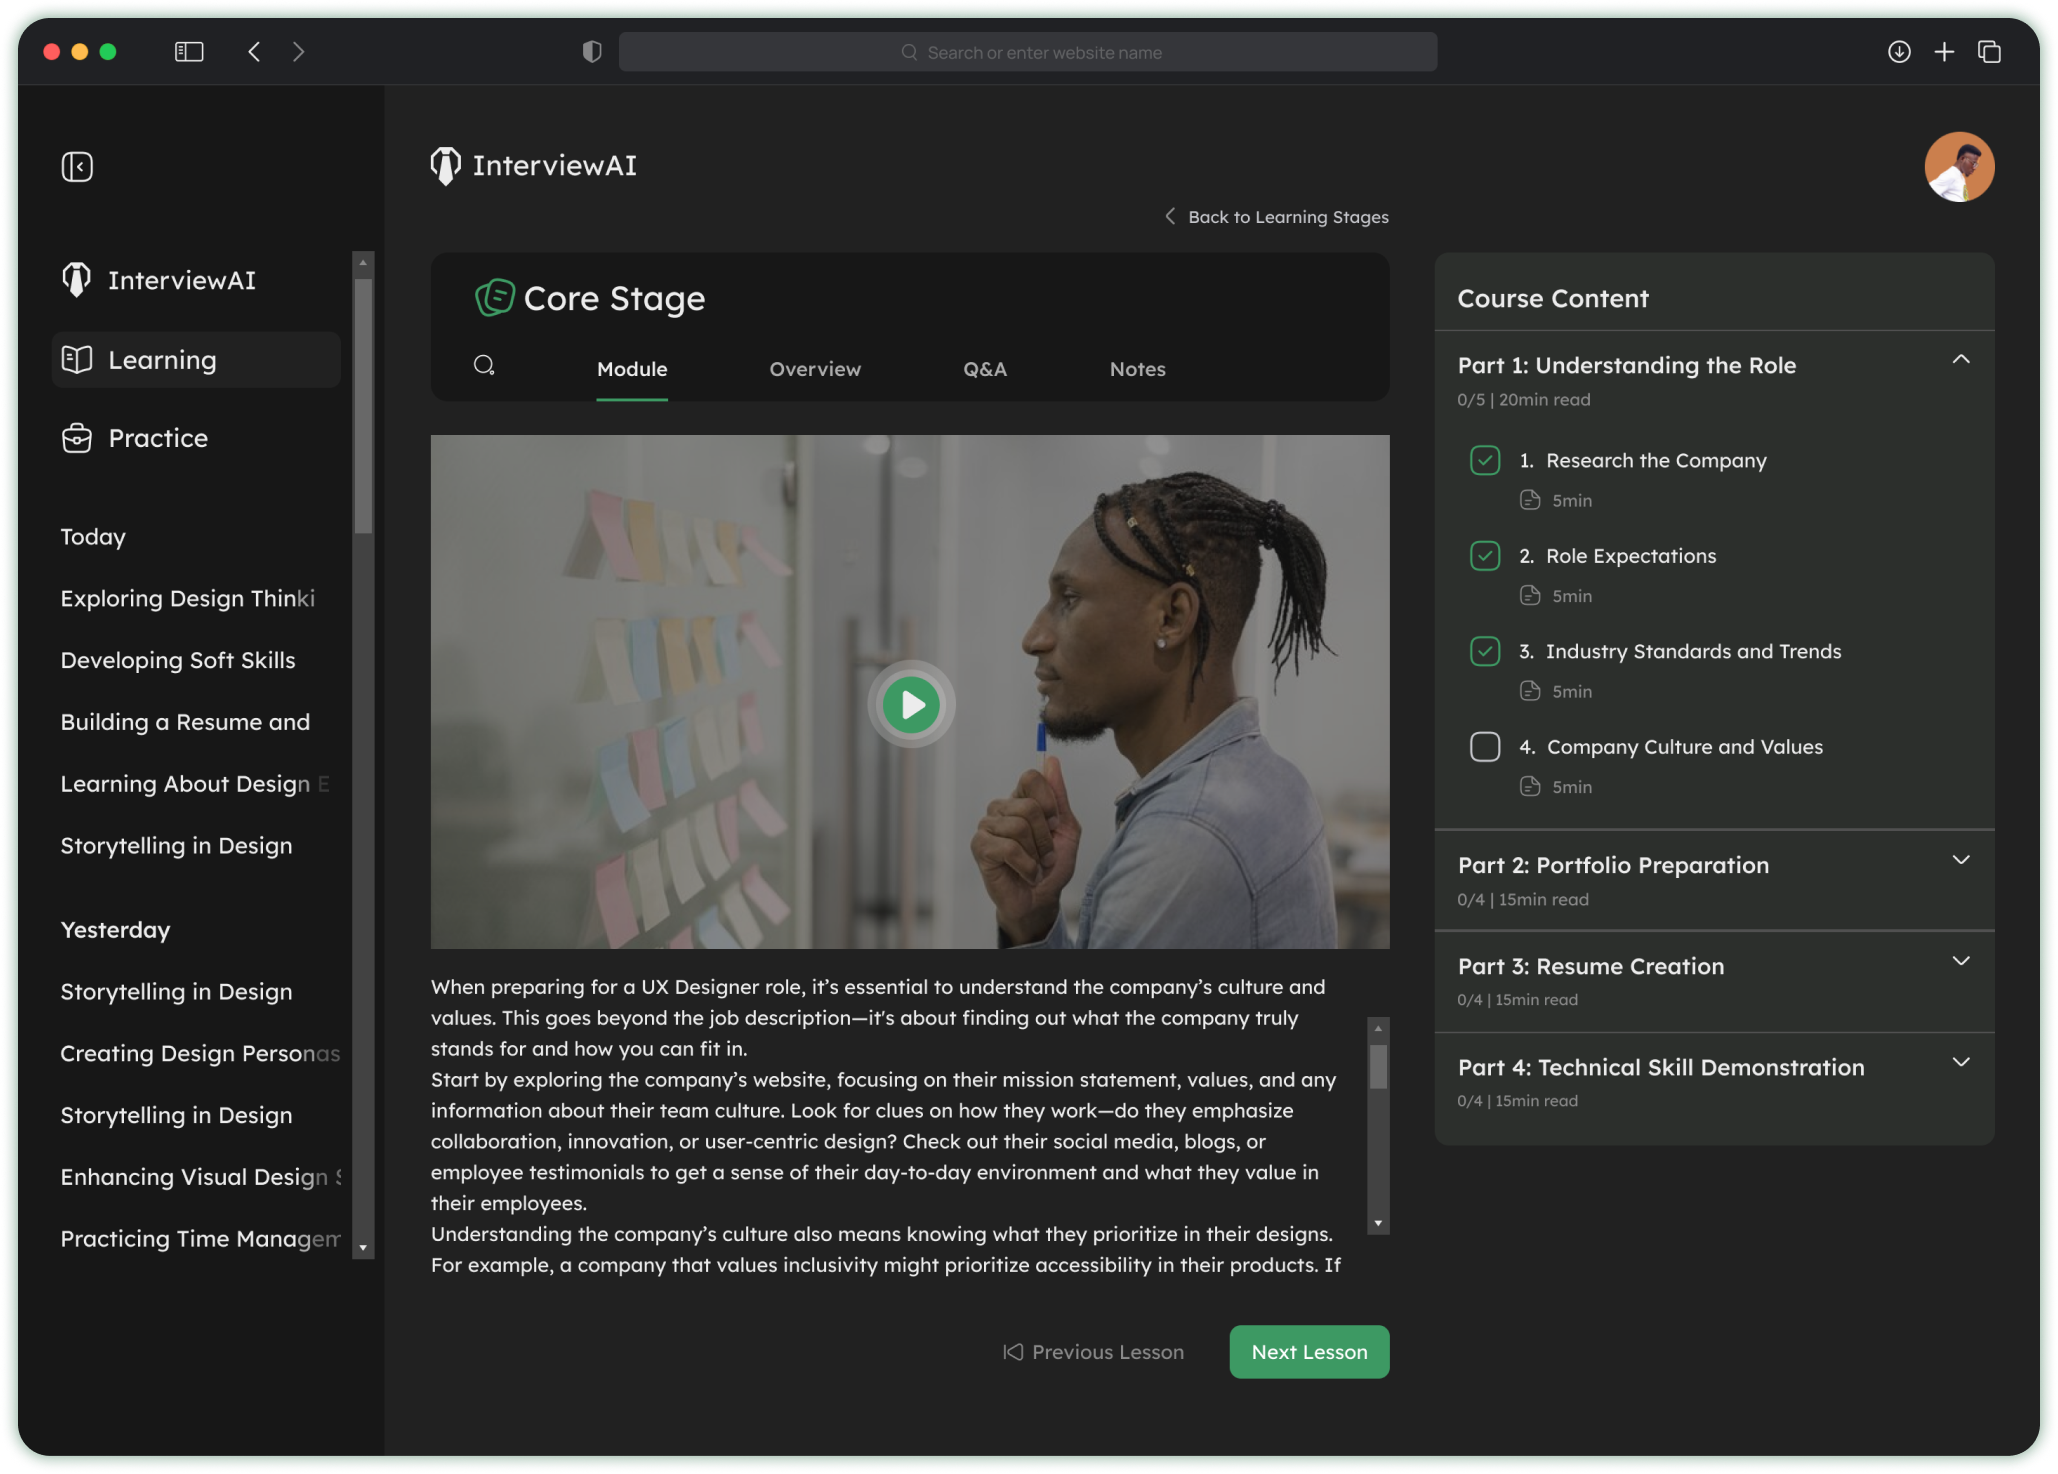 Search or enter website name
InterviewAI
Learning
Practice
Today
Exploring Design Thinki
Developing Soft Skills
Building a Resume and
Learning About Design E
Storytelling in Design
Yesterday
Storytelling in Design
Creating Design Personas
Storytelling in Design
Enhancing Visual Design S
Practicing Time Managem
InterviewAI
Back to Learning Stages
Core Stage
Module
Overview
Q&A
Notes
When preparing for a UX Designer role, it’s essential to understand the company’s culture and
values. This goes beyond the job description—it's about finding out what the company truly
stands for and how you can fit in.
Start by exploring the company’s website, focusing on their mission statement, values, and any
information about their team culture. Look for clues on how they work—do they emphasize
collaboration, innovation, or user-centric design? Check out their social media, blogs, or
employee testimonials to get a sense of their day-to-day environment and what they value in
their employees.
Understanding the company’s culture also means knowing what they prioritize in their designs.
For example, a company that values inclusivity might prioritize accessibility in their products. If
Previous Lesson
Next Lesson
Course Content
Part 1: Understanding the Role
0/5 | 20min read
1. Research the Company
5min
2. Role Expectations
5min
3. Industry Standards and Trends
5min
4. Company Culture and Values
5min
Part 2: Portfolio Preparation
0/4 | 15min read
Part 3: Resume Creation
0/4 | 15min read
Part 4: Technical Skill Demonstration
0/4 | 15min read